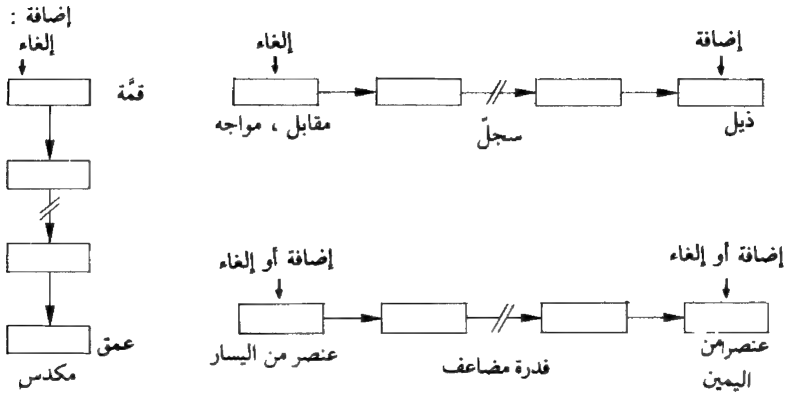 إضافة :
إلغاء
قمَّة
عمق
مكدس
إلغاء
إضافة
مقابل ، مواجه
سجلّ
ذيل
إضافة أو إلغاء
إضافة أو إلغاء
عنصر من اليسار
قدرة مضاعف
عنصر من
اليمين